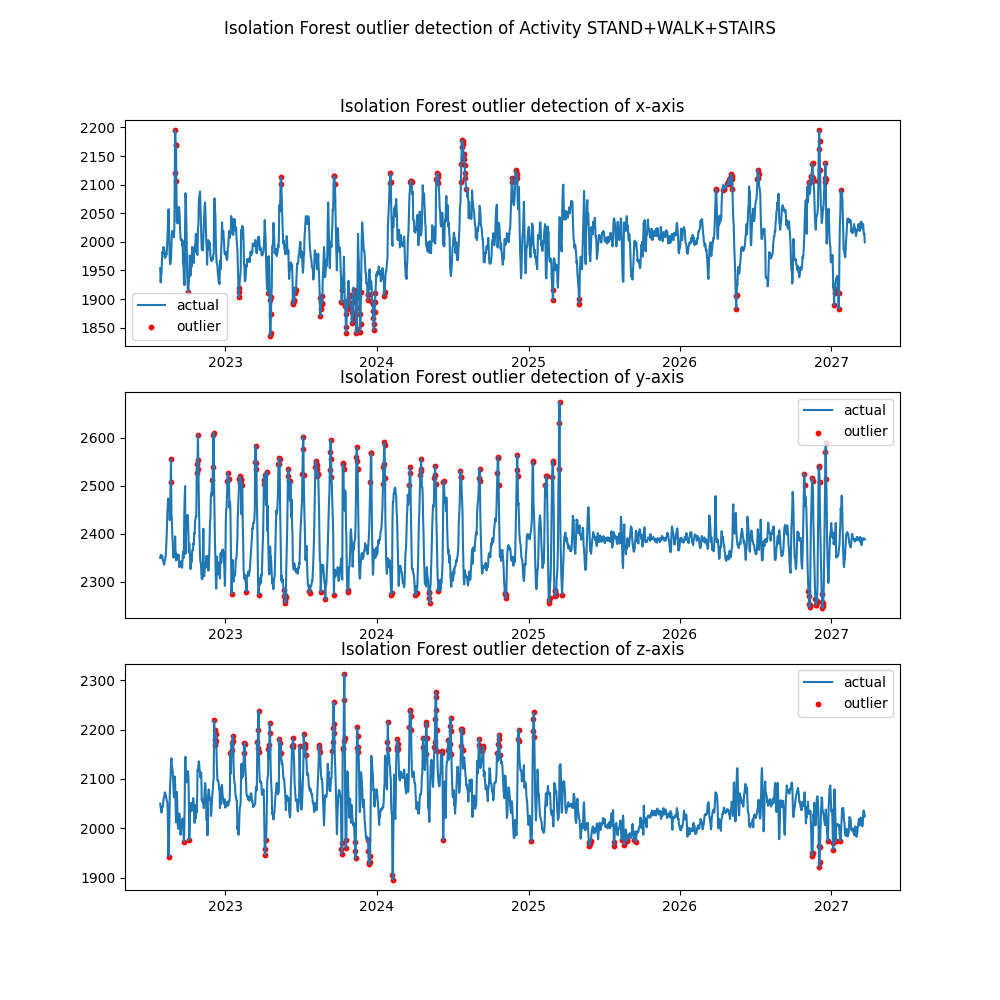 Isolation Forest outlier detection of Activity STAND+WALK+STAIRS
Isolation Forest outlier detection of x-axis
2200
2150
2100
2050
2000
1950
1900
1850
actual
outlier
2023 2024 2025 2026 2027
Isolation Forest outlier detection of y-axis
2600
2500
2400
2300
actual
outlier
2023 2024 2025 2026 2027
Isolation Forest outlier detection of z-axis
2300
2200
2100
2000
1900
actual
outlier
2023 2024 2025 2026 2027